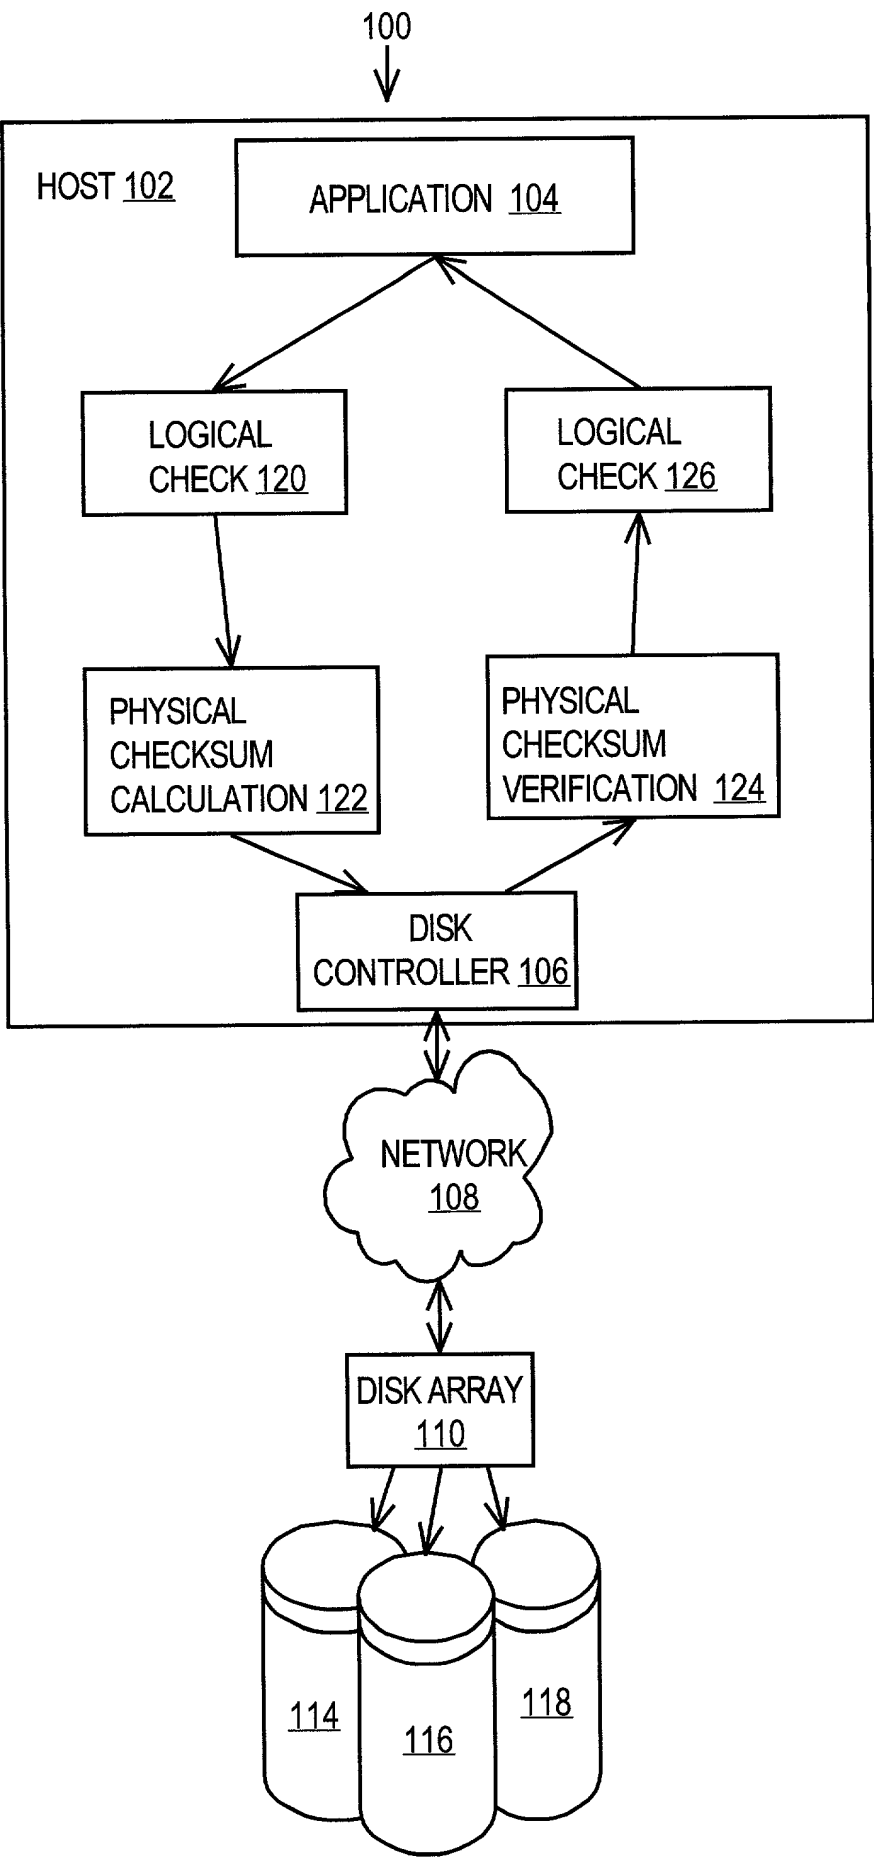 100
HOST 102
APPLICATION 104
LOGICAL
CHECK 120
LOGICAL
CHECK 126
PHYSICAL
CHECKSUM
CALCULATION 122
PHYSICAL
CHECKSUM
VERIFICATION 124
DISK
CONTROLLER 106
NETWORK
108
DISK ARRAY
110
114
116
118